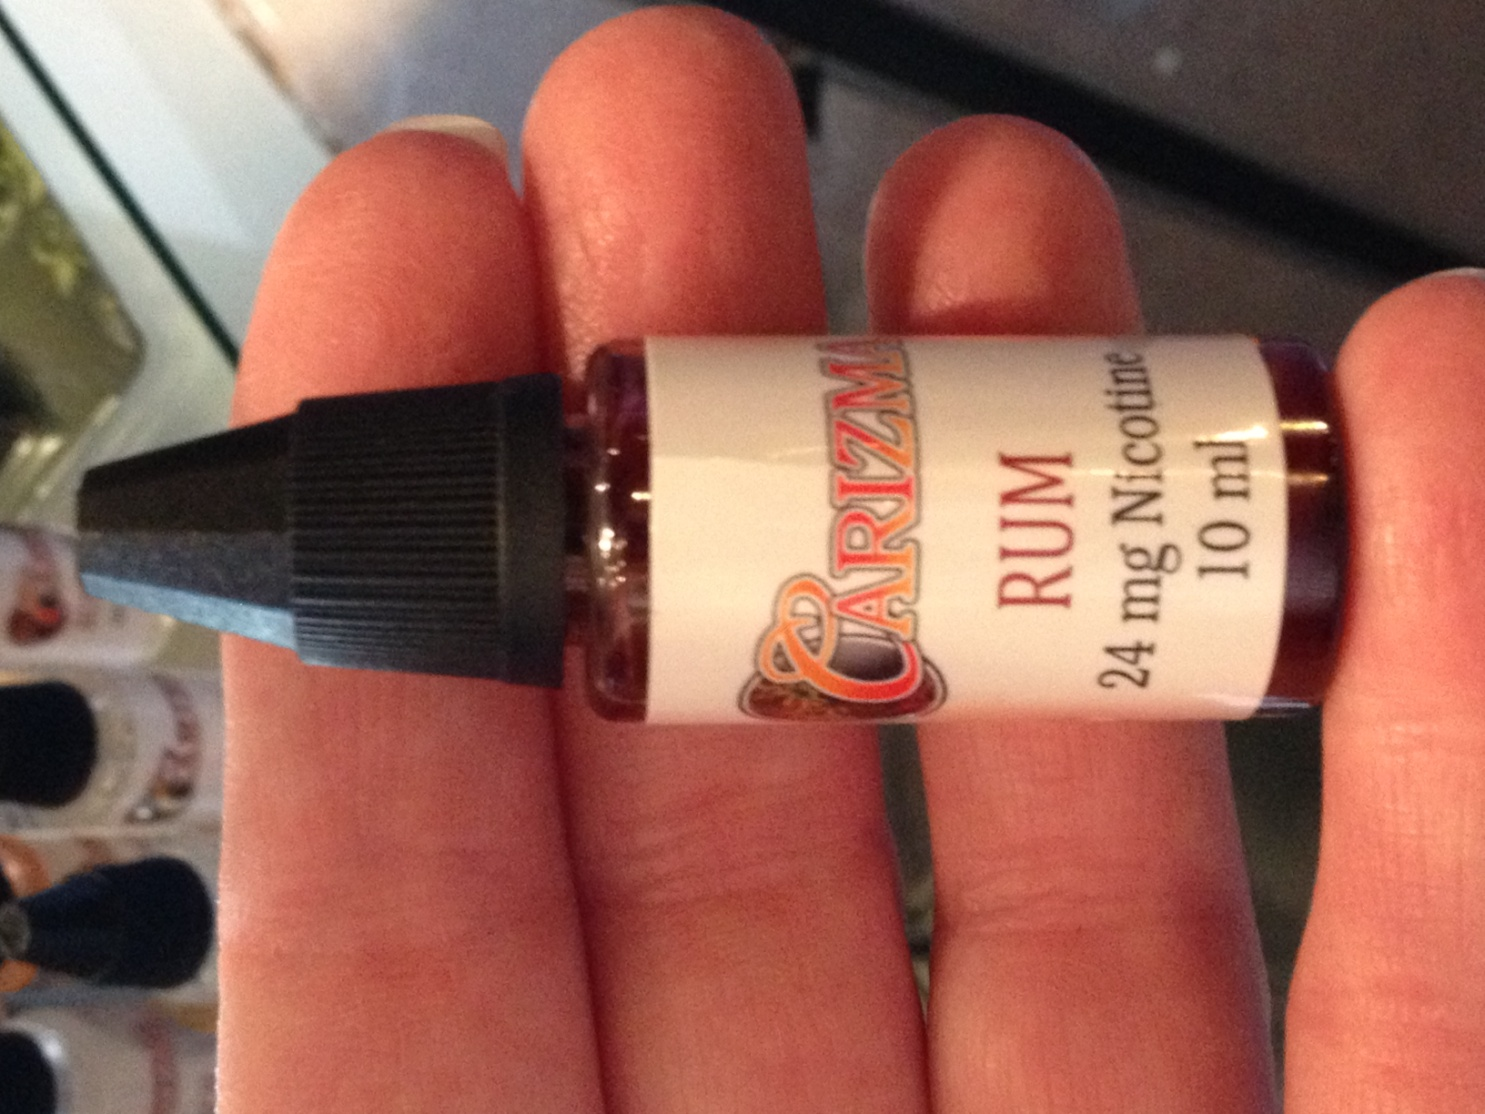 CARIZMA
RUM
24 mg Nicotine
10 ml